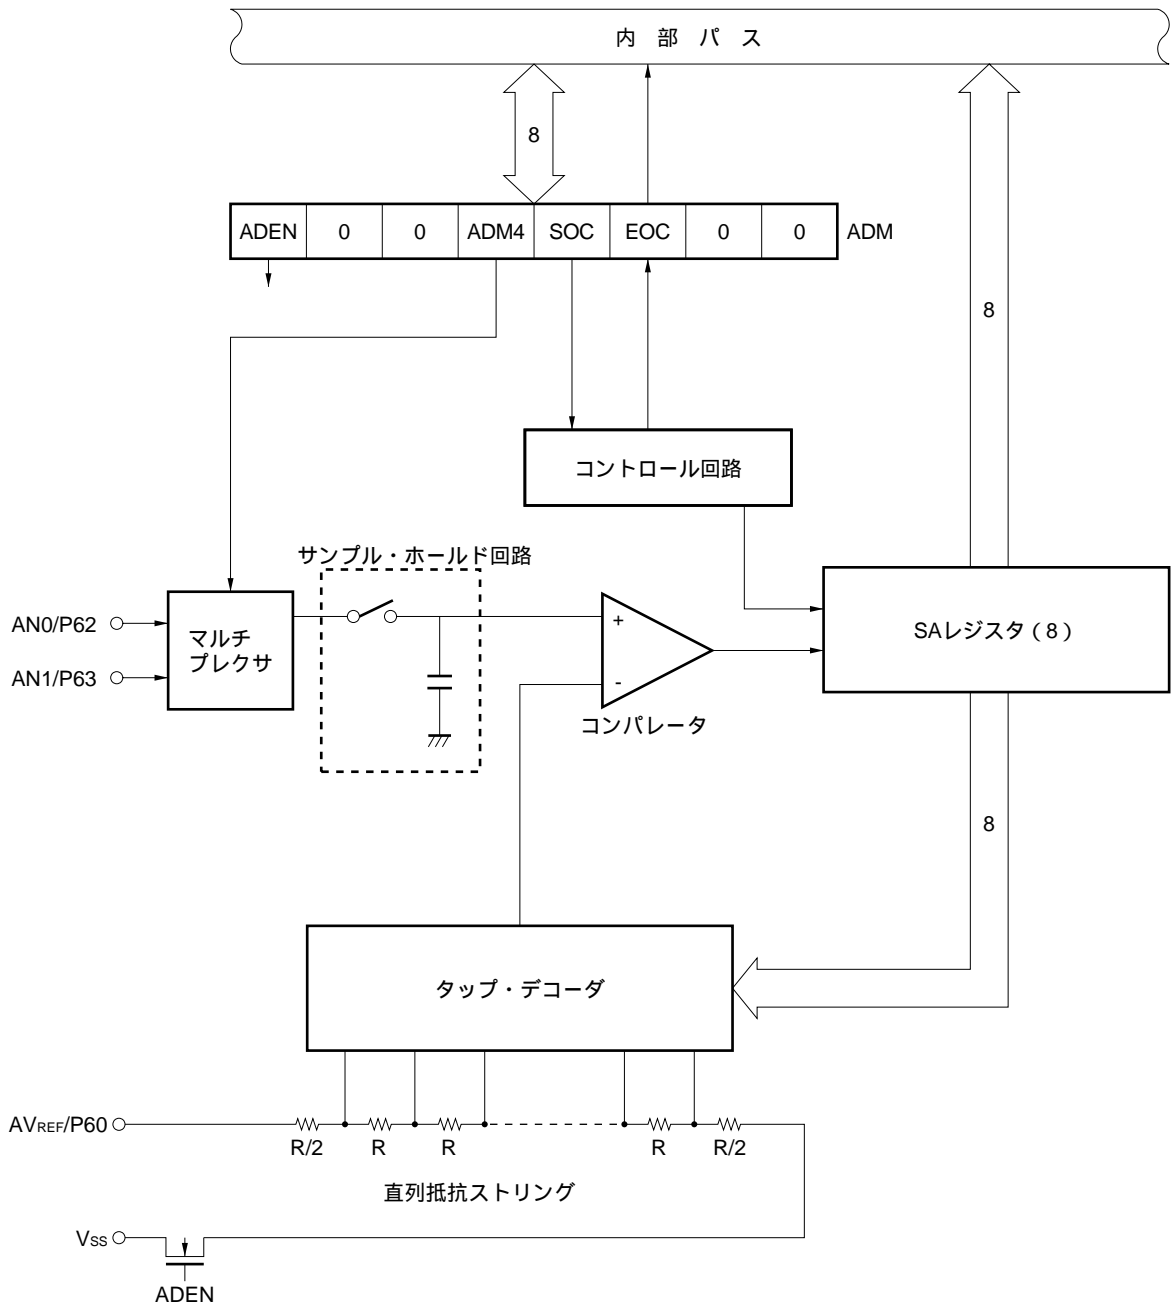 内 部 バ ス
8
ADEN 0 0 ADM4 SOC EOC 0 0 ADM
8
コントロール回路
サンプル・ホールド回路
AN0/P62
AN1/P63
マルチ
プレクサ
+
-
コンパレータ
SAレジスタ（8）
8
タップ・デコーダ
AVREF/P60
R/2 R R R R/2
直列抵抗ストリング
VSS
ADEN